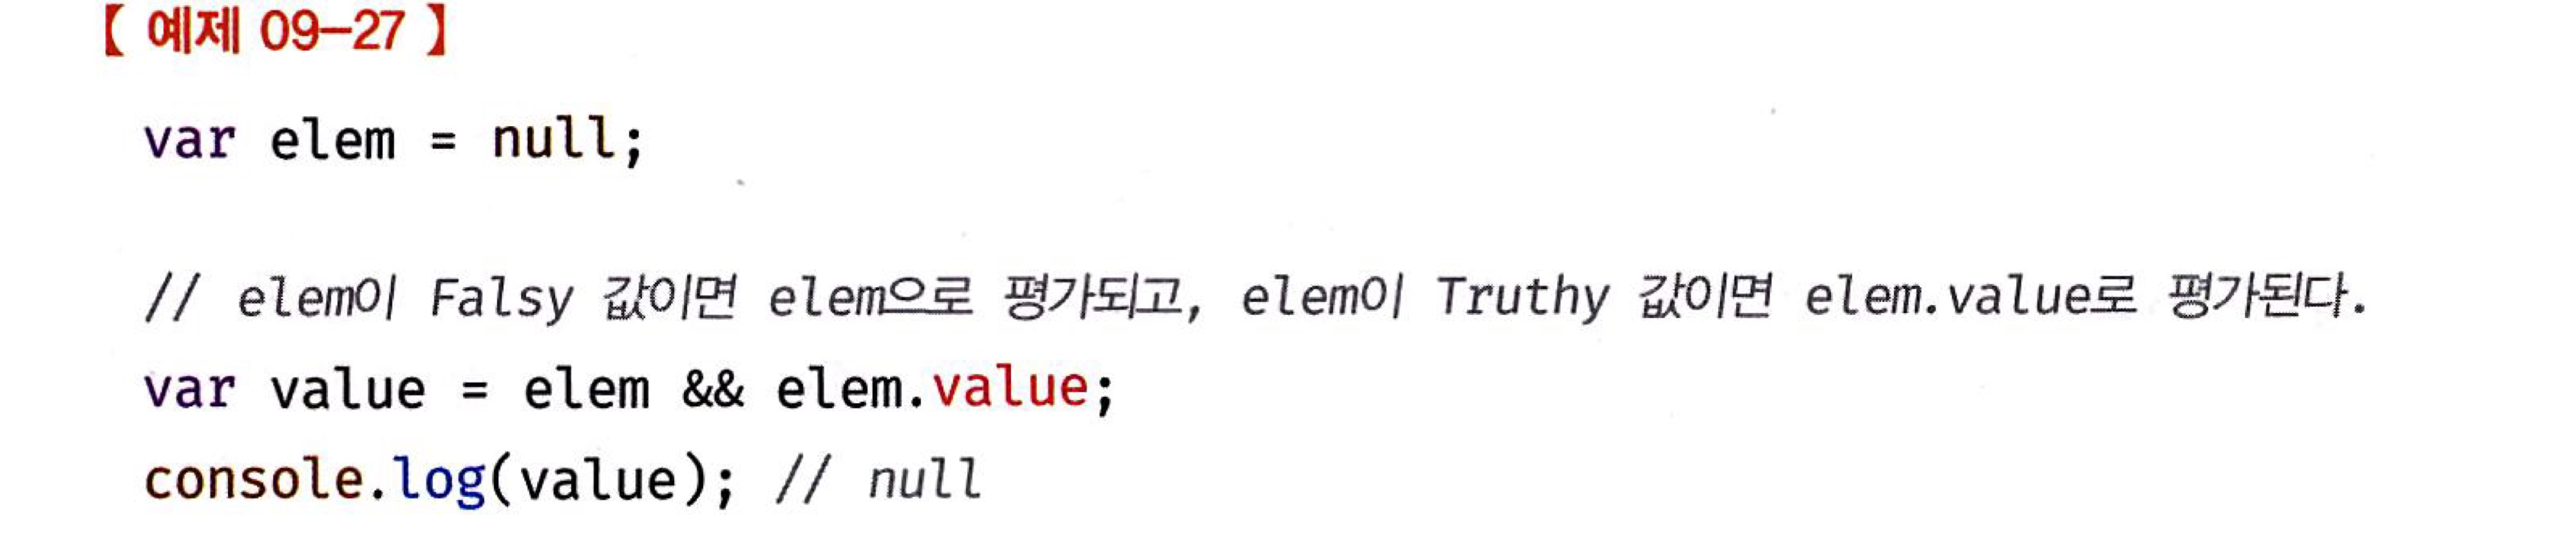 【 예제 09-27 】
var elem = null;
// elem이 Falsy 값이면 elem으로 평가되고, elem이 Truthy 값이면 elem.value로 평가된다.
var value = elem && elem.value;
console.log(value); // null